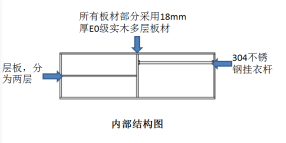 所有板材部分采用18mm
厚E0级实木多层板材
层板，分
为两层
304不锈
钢挂衣杆
内部结构图